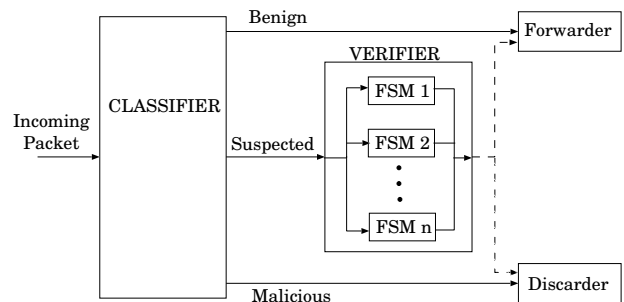 Benign
Forwarder
VERIFIER
FSM 1
CLASSIFIER
Incoming
Packet
Suspected
FSM 2
FSM n
Malicious
Discarder